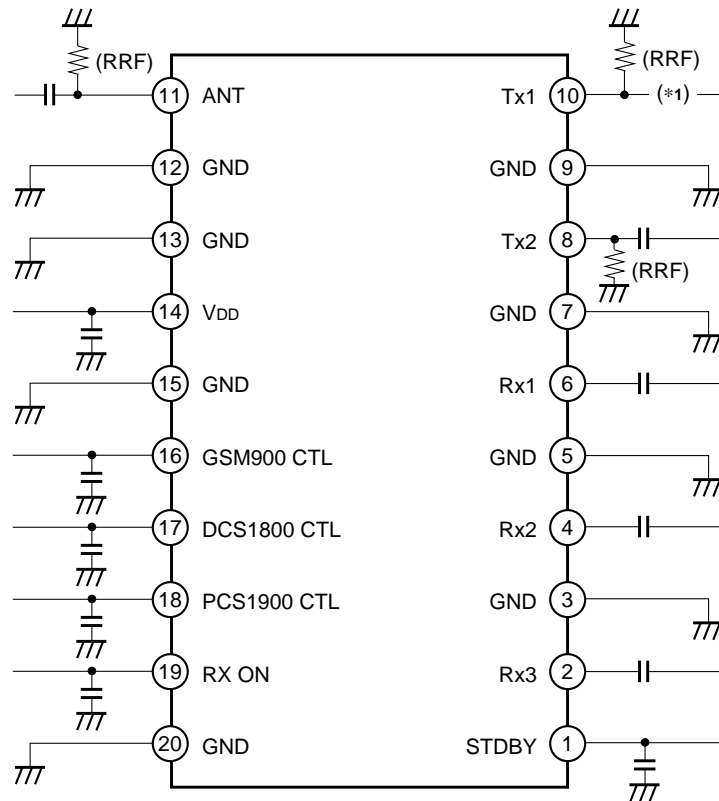 (RRF) (RRF)
11 ANT Tx1 10 (*1)
12 GND GND 9
13 GND Tx2 8
(RRF)
14 VDD GND 7
15 GND Rx1 6
16 GSM900 CTL GND 5
17 DCS1800 CTL Rx2 4
18 PCS1900 CTL GND 3
19 RX ON Rx3 2
20 GND STDBY 1